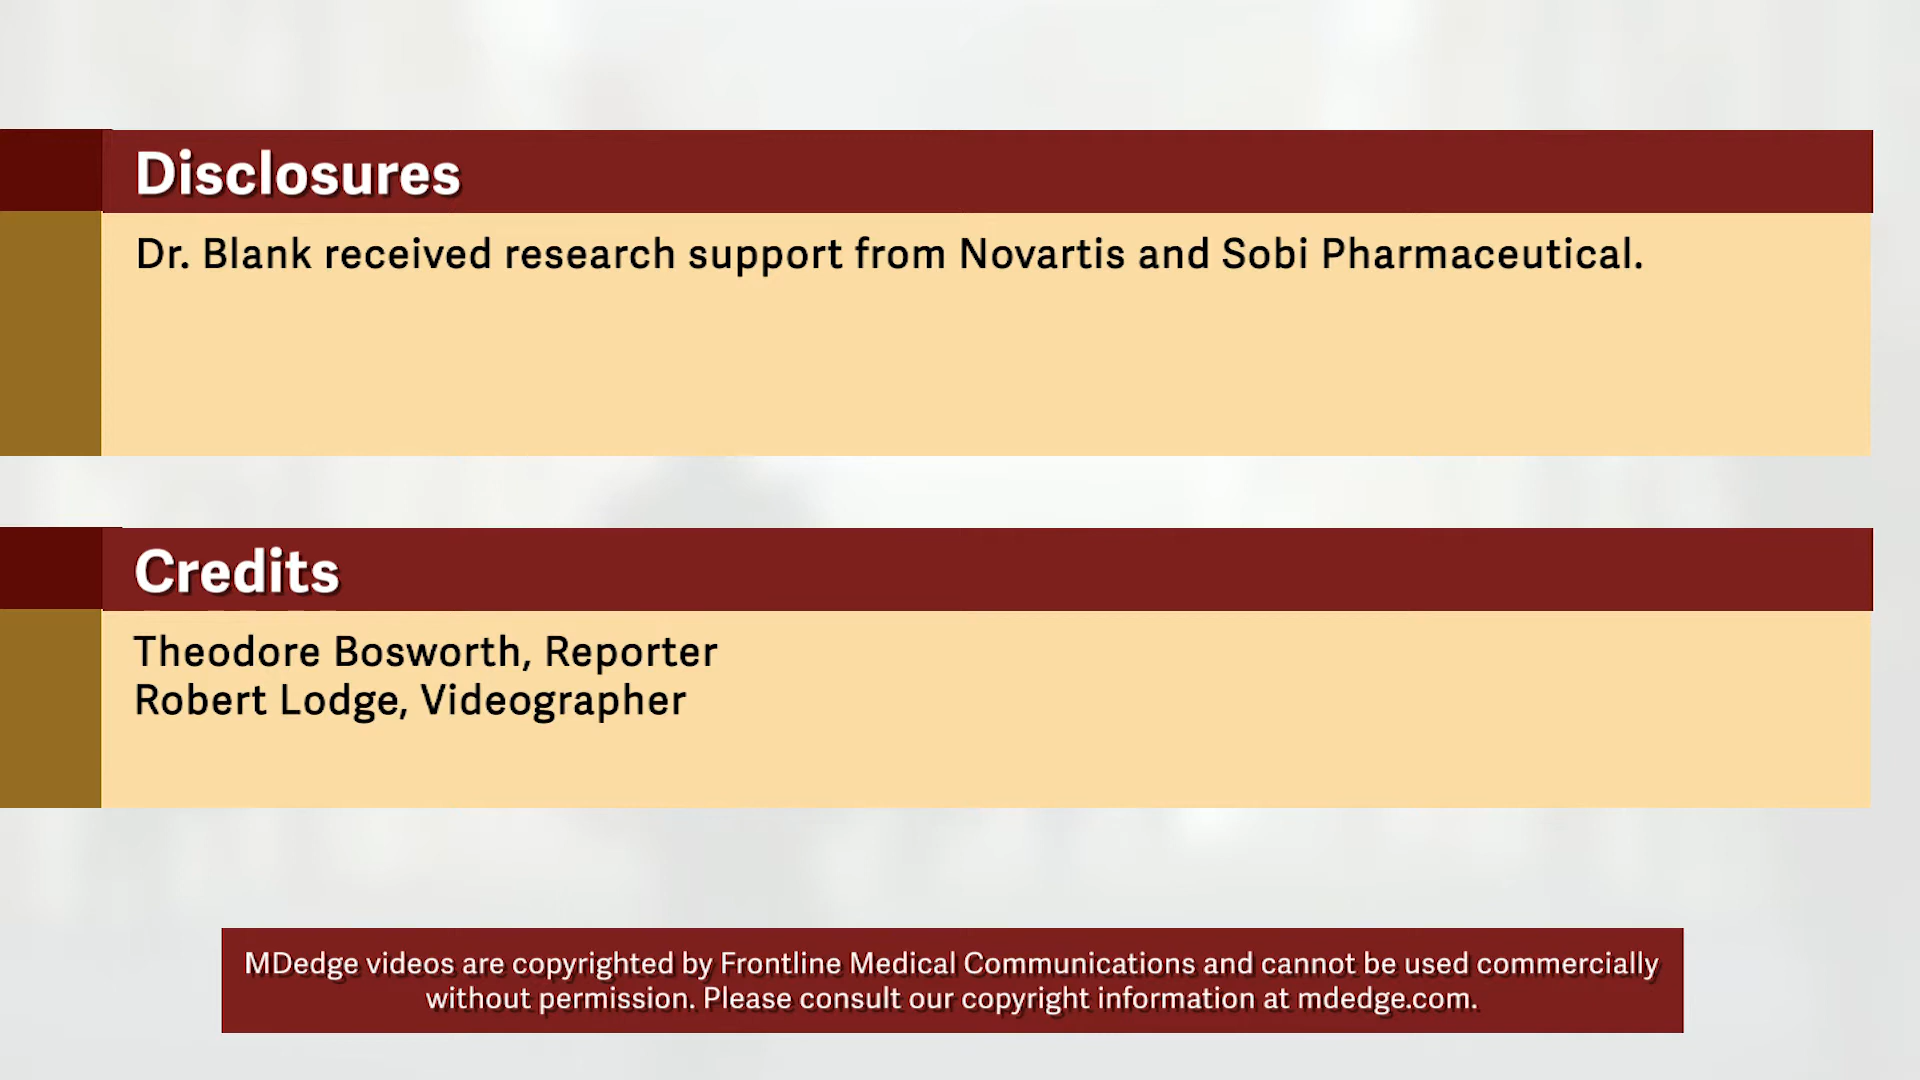 Disclosures
Dr. Blank received research support from Novartis and Sobi Pharmaceutical.
Credits
Theodore Bosworth, Reporter
Robert Lodge, Videographer
MDedge videos are copyrighted by Frontline Medical Communications and cannot be used commercially
without permission. Please consult our copyright information at mdedge.com.